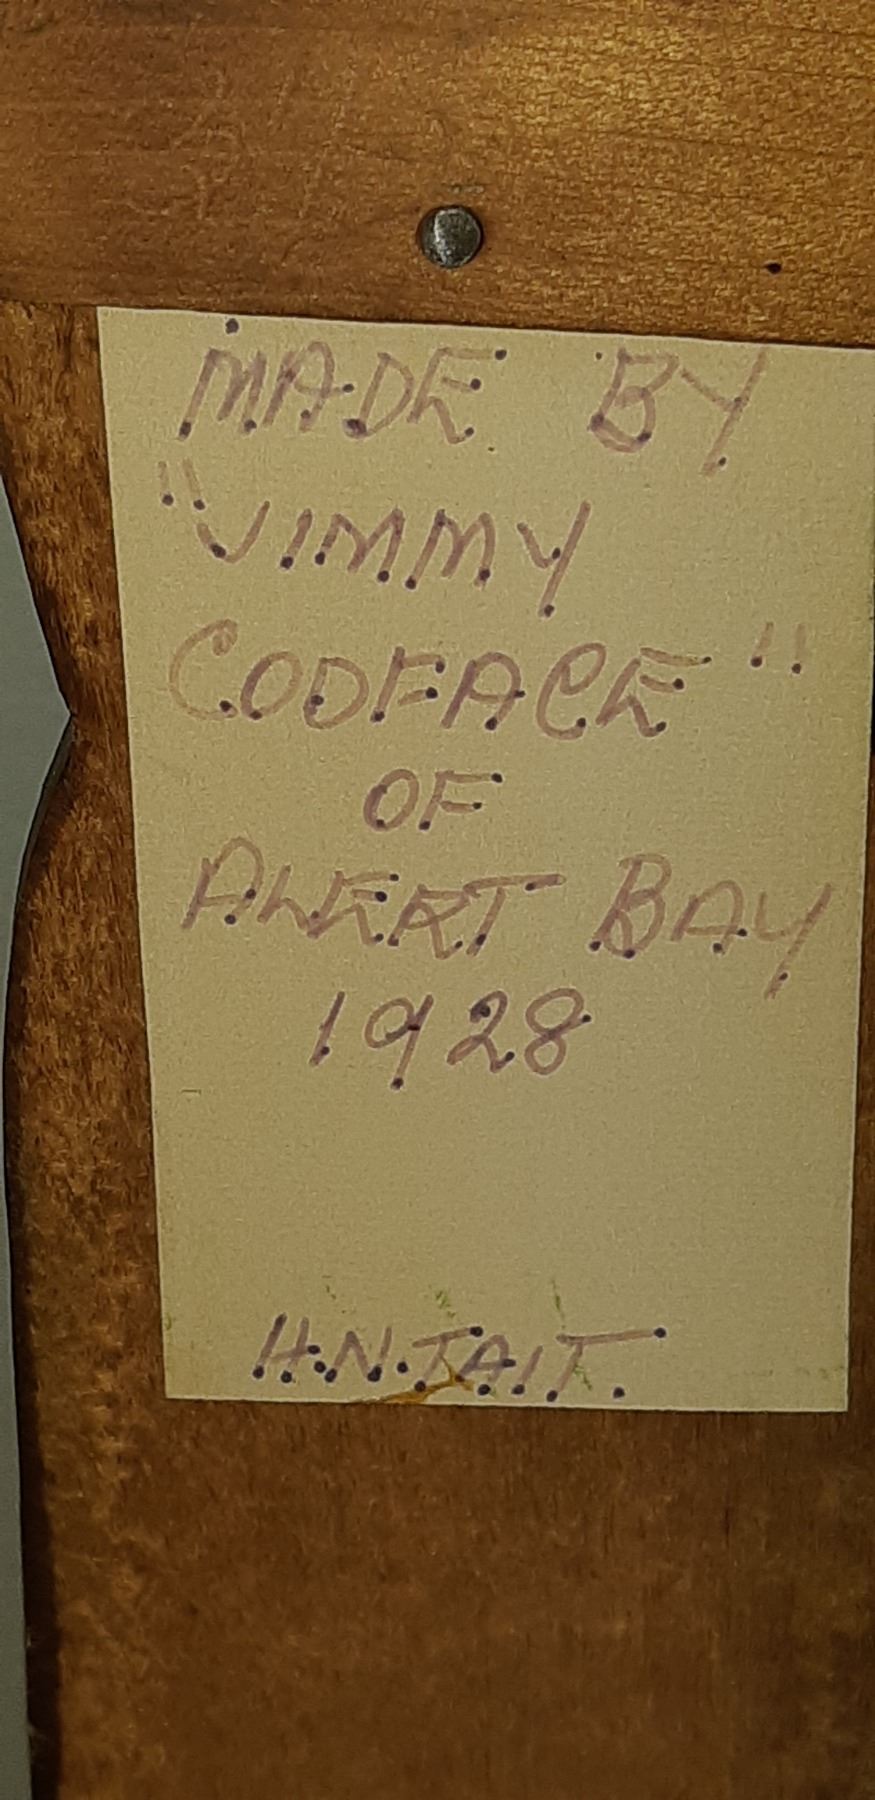 MADE BY
"JIMMY
CODFACE"
OF
ALERT BAY
1928
H.N.TAIT.